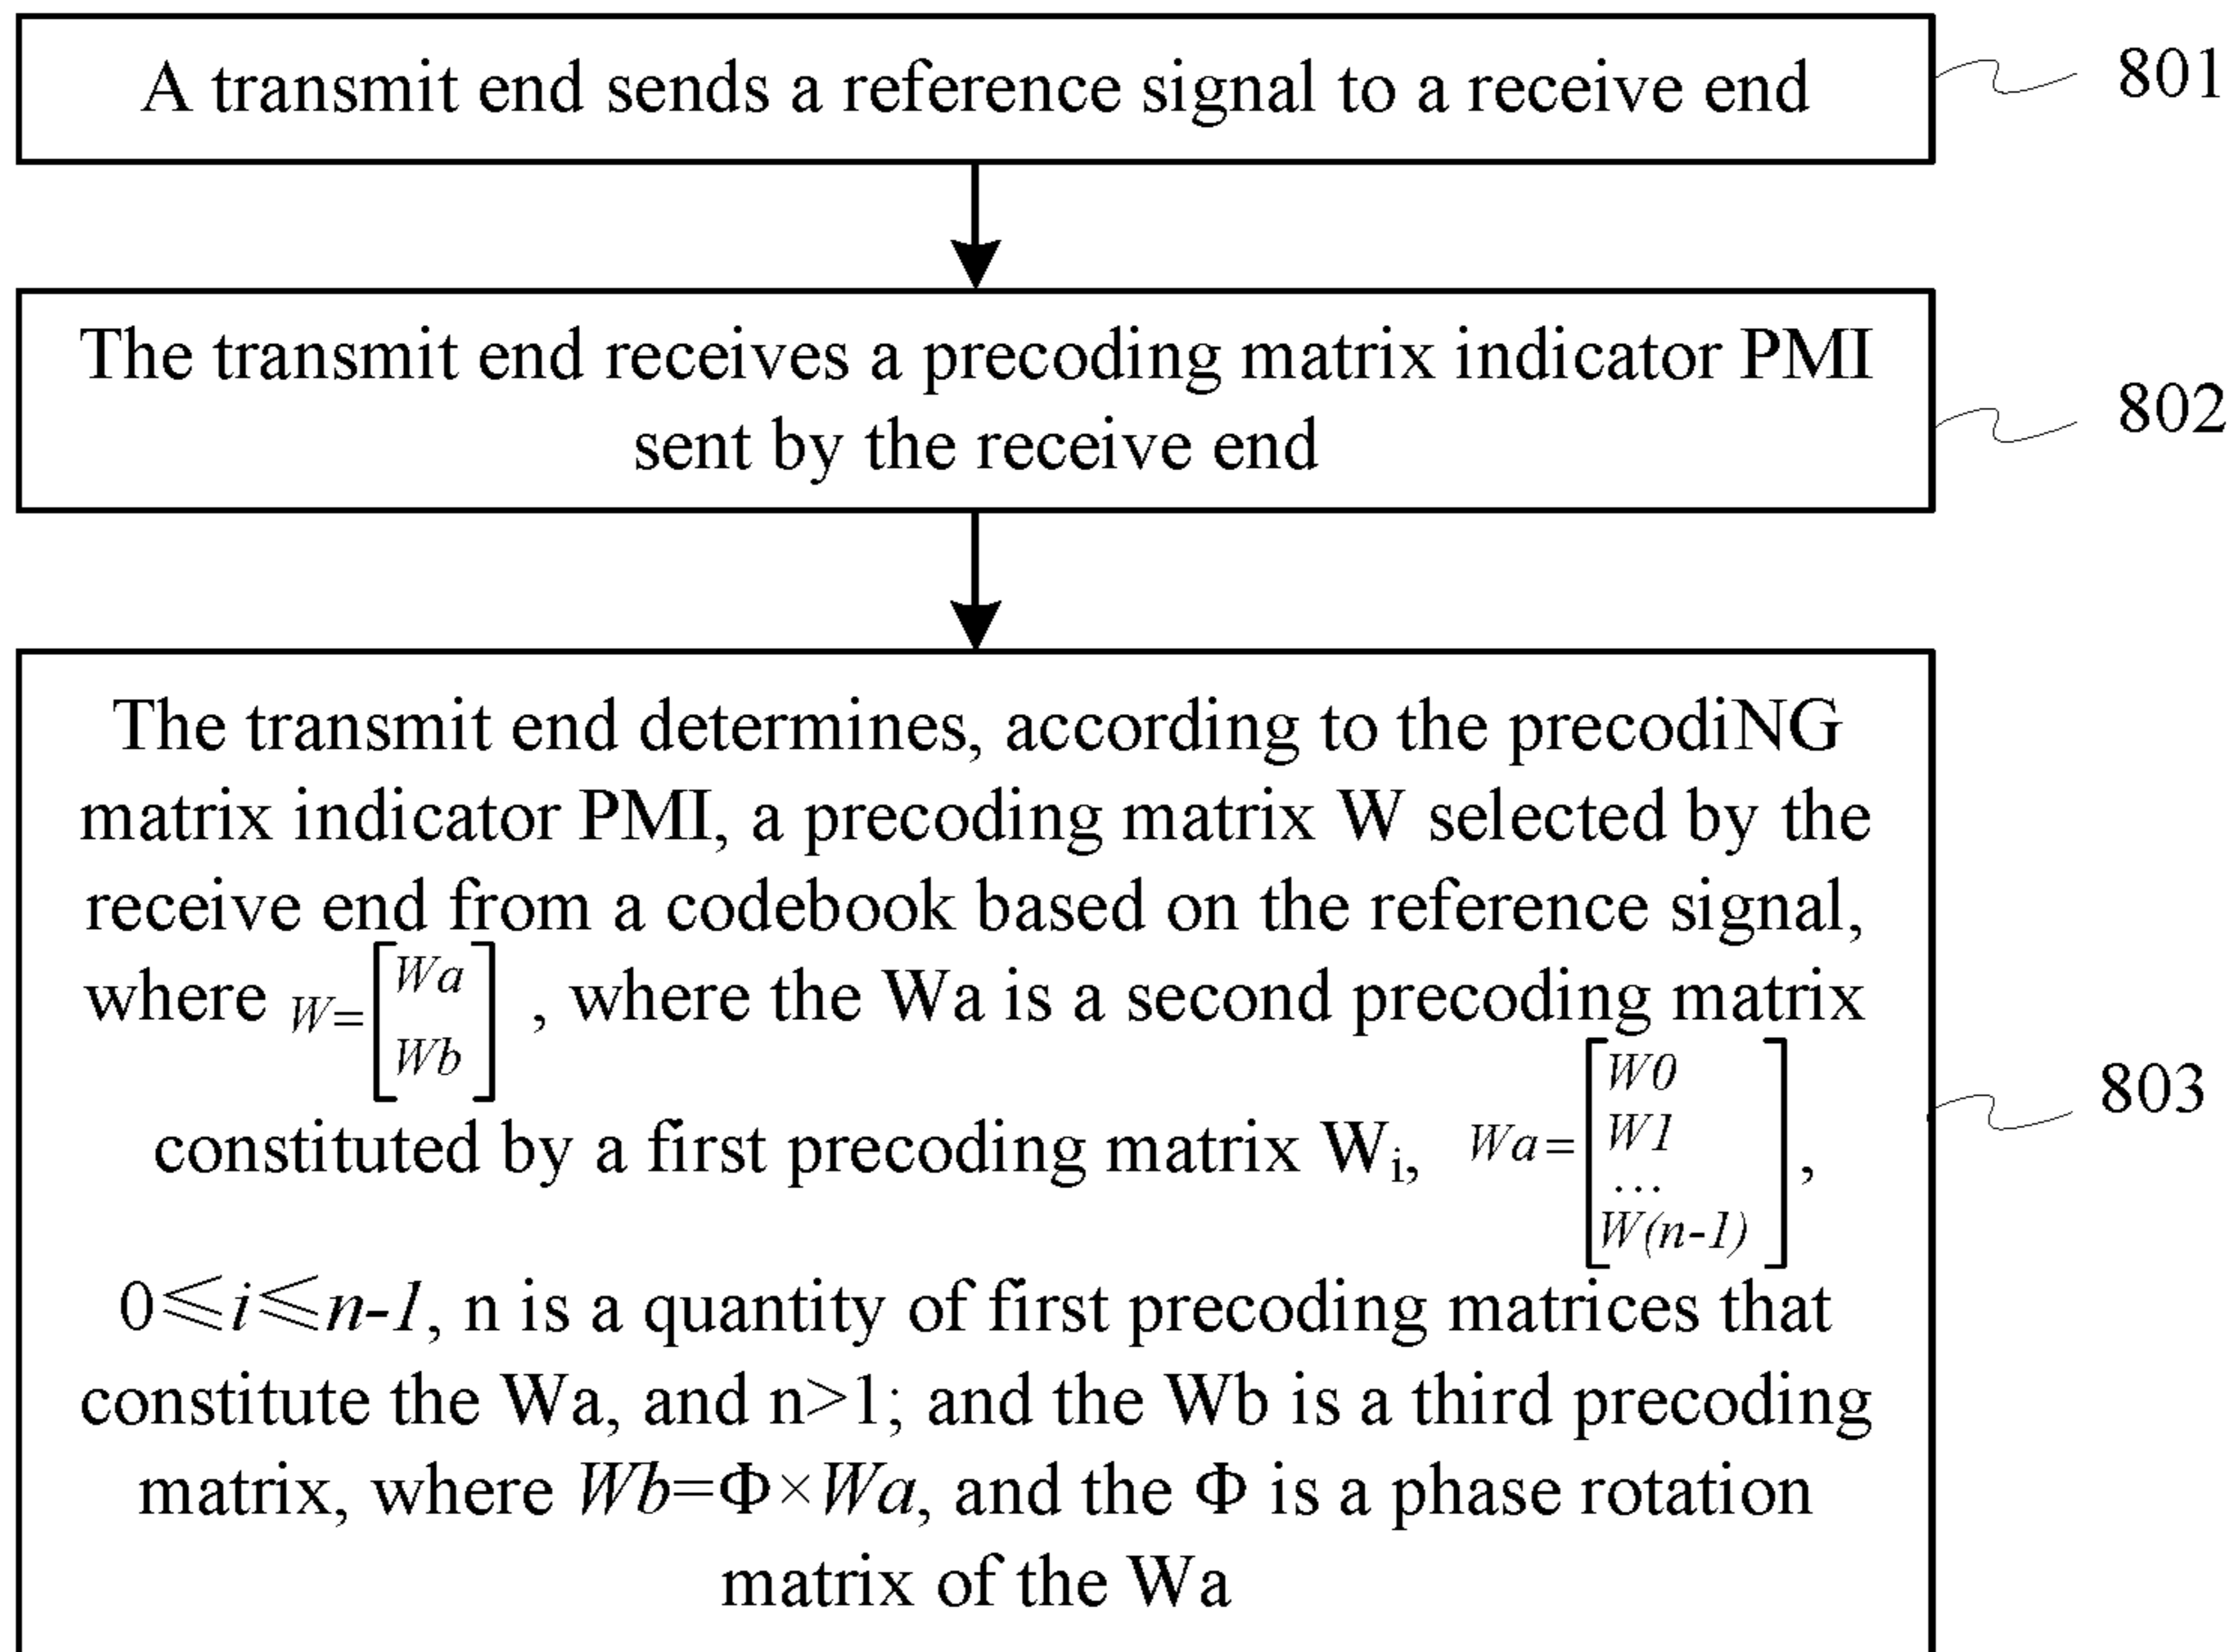 A transmit end sends a reference signal to a receive end
801
The transmit end receives a precoding matrix indicator PMI
sent by the receive end
802
The transmit end determines, according to the precodiNG
matrix indicator PMI, a precoding matrix W selected by the
receive end from a codebook based on the reference signal,
where W=[Wa Wb] , where the Wa is a second precoding matrix
constituted by a first precoding matrix Wi, Wa=[W0 W1 ... W(n-1)],
0≤i≤n-1, n is a quantity of first precoding matrices that
constitute the Wa, and n>1; and the Wb is a third precoding
matrix, where Wb=Φ×Wa, and the Φ is a phase rotation
matrix of the Wa
803